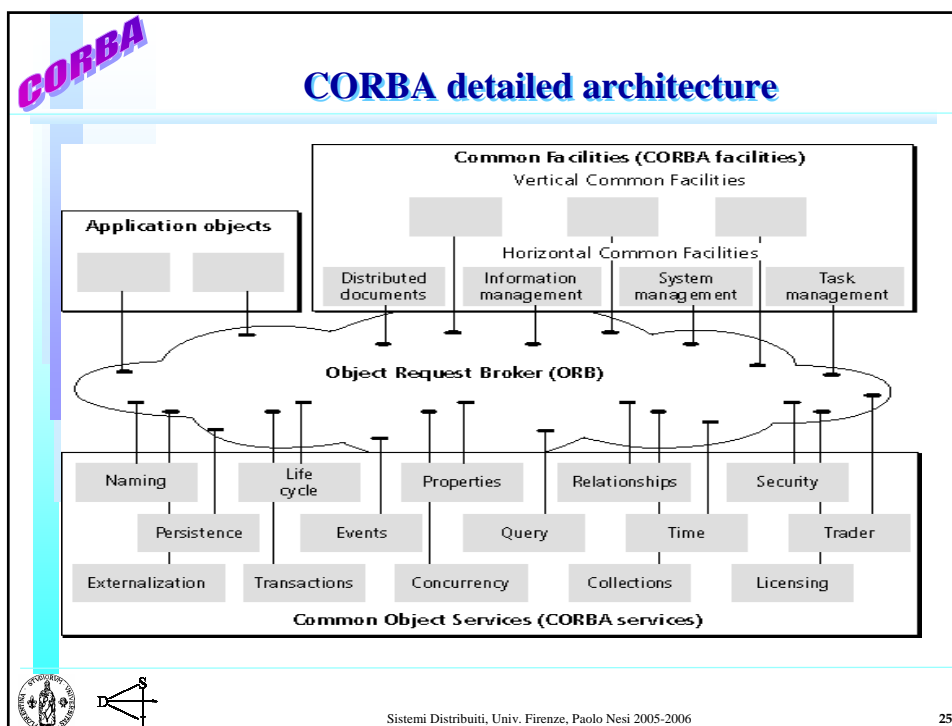 CORBA
CORBA detailed architecture
Common Facilities (CORBA facilities)
Vertical Common Facilities
Application objects
Horizontal Common Facilities
Distributed
documents
Information
management
System
management
Task
management
Object Request Broker (ORB)
Naming
Life
cycle
Properties
Relationships
Security
Persistence
Events
Query
Time
Trader
Externalization
Transactions
Concurrency
Collections
Licensing
Common Object Services (CORBA services)
D
S
I
Sistemi Distribuiti, Univ. Firenze, Paolo Nesi 2005-2006
25